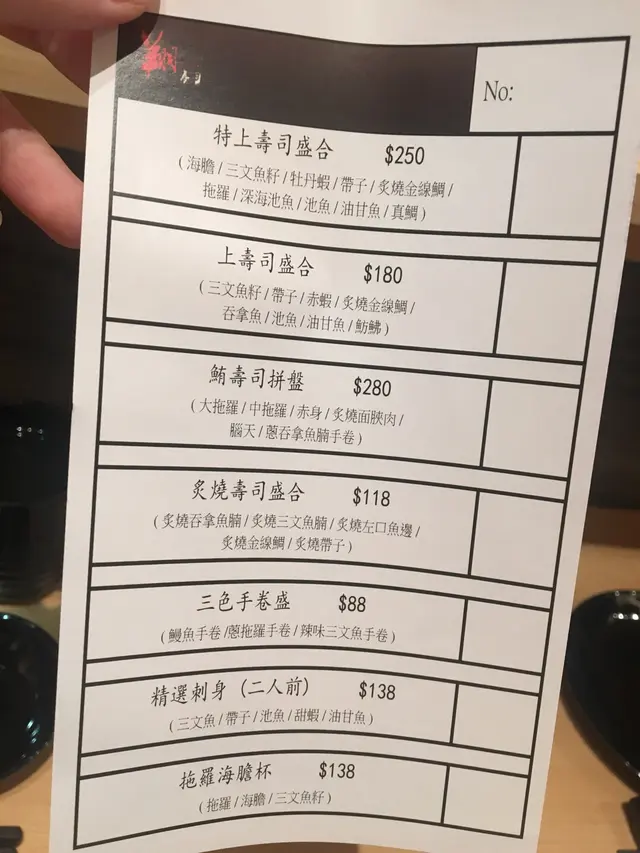 No:
特上壽司盛合 $250
(海膽/三文魚籽/牡丹蝦/帶子/炙燒金線鯛/
拖羅/深海池魚/池魚/油甘魚/真鯛)
上壽司盛合 $180
(三文魚籽/帶子/赤蝦/炙燒金線鯛/
吞拿魚/池魚/油甘魚/魴鮄)
鮪壽司拼盤 $280
(大拖羅/中拖羅/赤身/炙燒面脥肉/
腦天/蔥吞拿魚腩手卷)
炙燒壽司盛合 $118
(炙燒吞拿魚腩/炙燒三文魚腩/炙燒左口魚邊/
炙燒金線鯛/炙燒帶子)
三色手卷盛 $88
(鰻魚手卷/蔥拖羅手卷/辣味三文魚手卷)
精選刺身 (二人前) $138
(三文魚/帶子/池魚/甜蝦/油甘魚)
拖羅海膽杯 $138
(拖羅/海膽/三文魚籽)